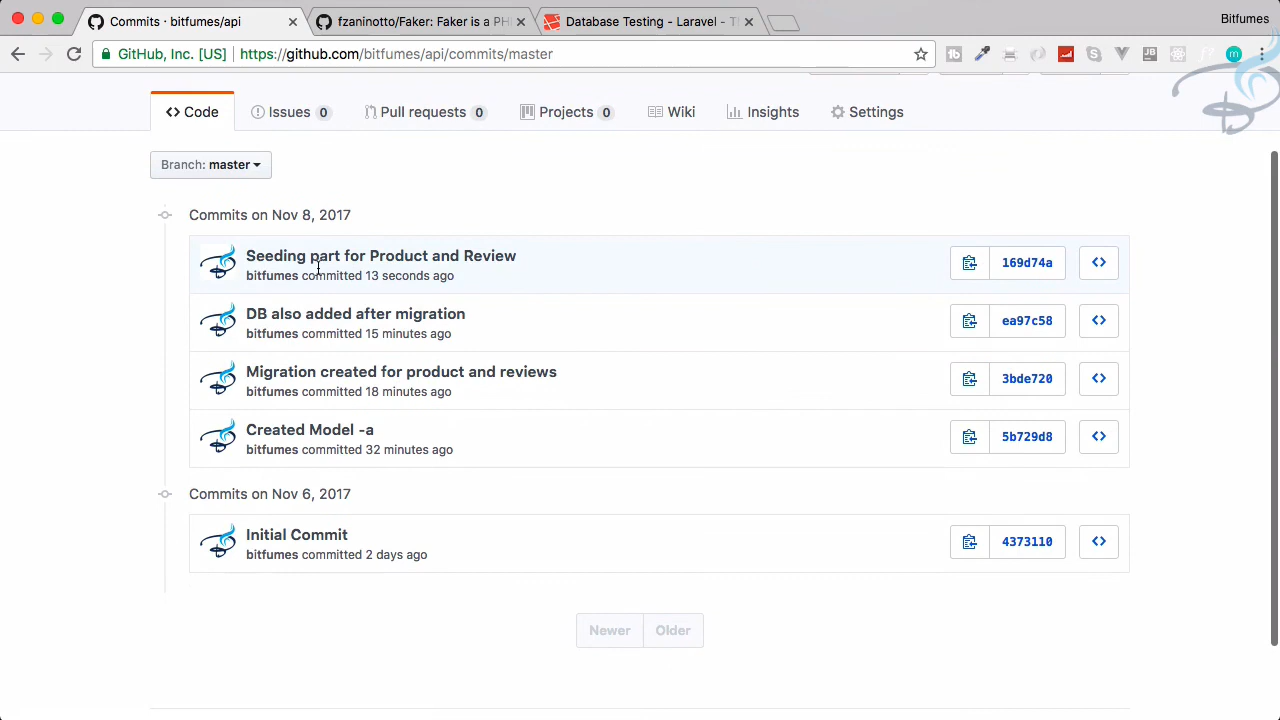 Commits · bitfumes/api
fzaninotto/Faker: Faker is a PH
Database Testing - Laravel - T
Bitfumes
GitHub, Inc. [US]
https://github.com/bitfumes/api/commits/master
Code
Issues 0
Pull requests 0
Projects 0
Wiki
Insights
Settings
Branch: master
Commits on Nov 8, 2017
Seeding part for Product and Review
bitfumes committed 13 seconds ago
169d74a
DB also added after migration
bitfumes committed 15 minutes ago
ea97c58
Migration created for product and reviews
bitfumes committed 18 minutes ago
3bde720
Created Model -a
bitfumes committed 32 minutes ago
5b729d8
Commits on Nov 6, 2017
Initial Commit
bitfumes committed 2 days ago
4373110
Newer
Older